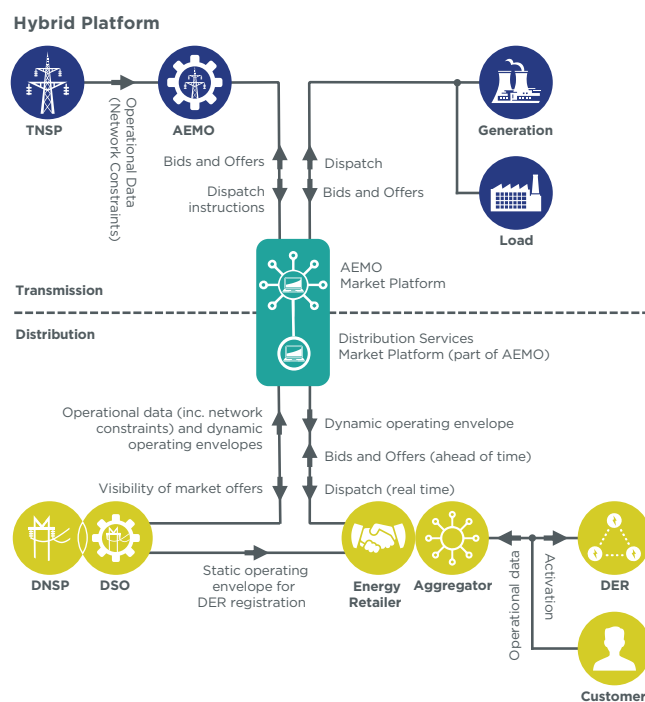 Hybrid Platform
TNSP
Operational Data
(Network Constraints)
AEMO
Bids and Offers
Dispatch
instructions
Dispatch
Bids and Offers
Generation
Load
AEMO
Market Platform
Transmission
Distribution
Distribution Services
Market Platform (part of AEMO)
Operational data (inc. network
constraints) and dynamic
operating envelopes
Visibility of market offers
Dynamic operating envelope
Bids and Offers (ahead of time)
Dispatch (real time)
DNSP
DSO
Static operating
envelope for
DER registration
Energy
Retailer
Aggregator
Operational data
Activation
DER
Customer